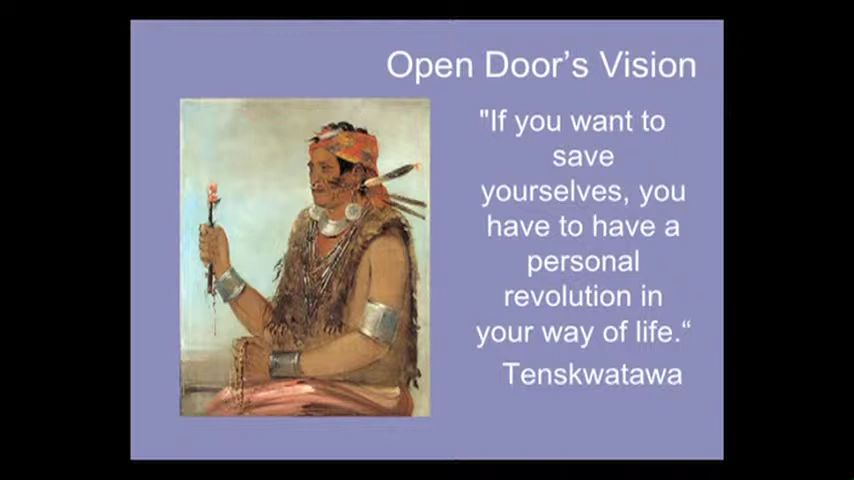 Open Door’s Vision
"If you want to
save
yourselves, you
have to have a
personal
revolution in
your way of life.“
Tenskwatawa